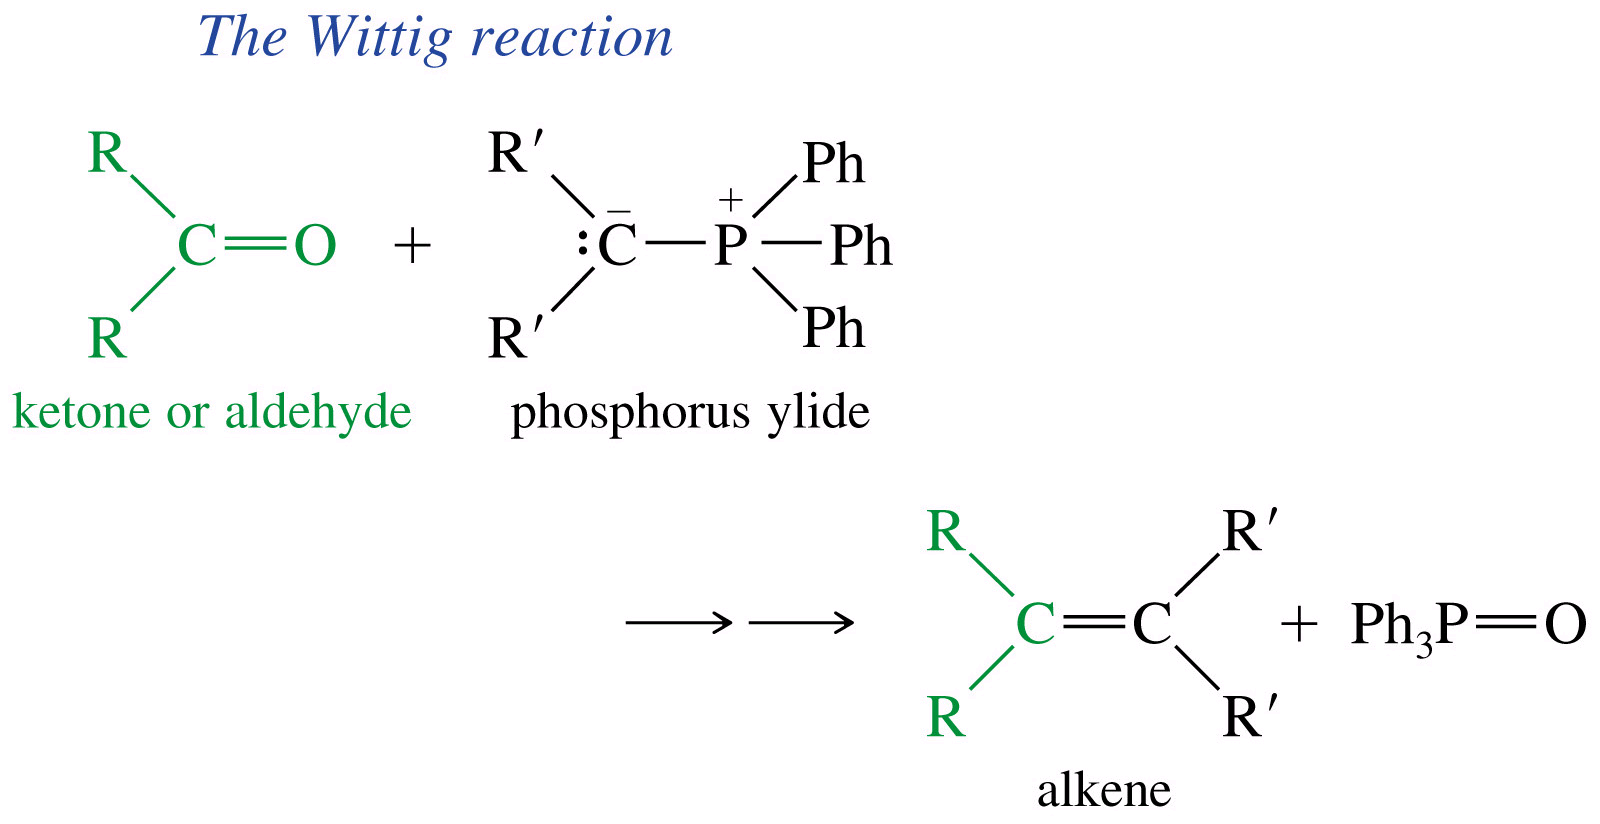 The Wittig reaction
R R′ Ph
C=O + :C̄—P⁺—Ph
R R′ Ph
ketone or aldehyde phosphorus ylide
R R′
→ → C=C + Ph₃P=O
R R′
alkene